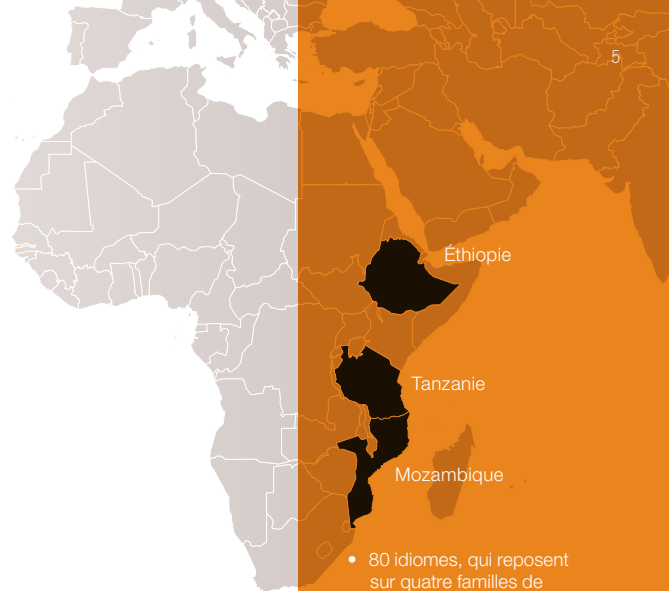 5
Éthiopie
Tanzanie
Mozambique
• 80 idiomes, qui reposent
sur quatre familles de